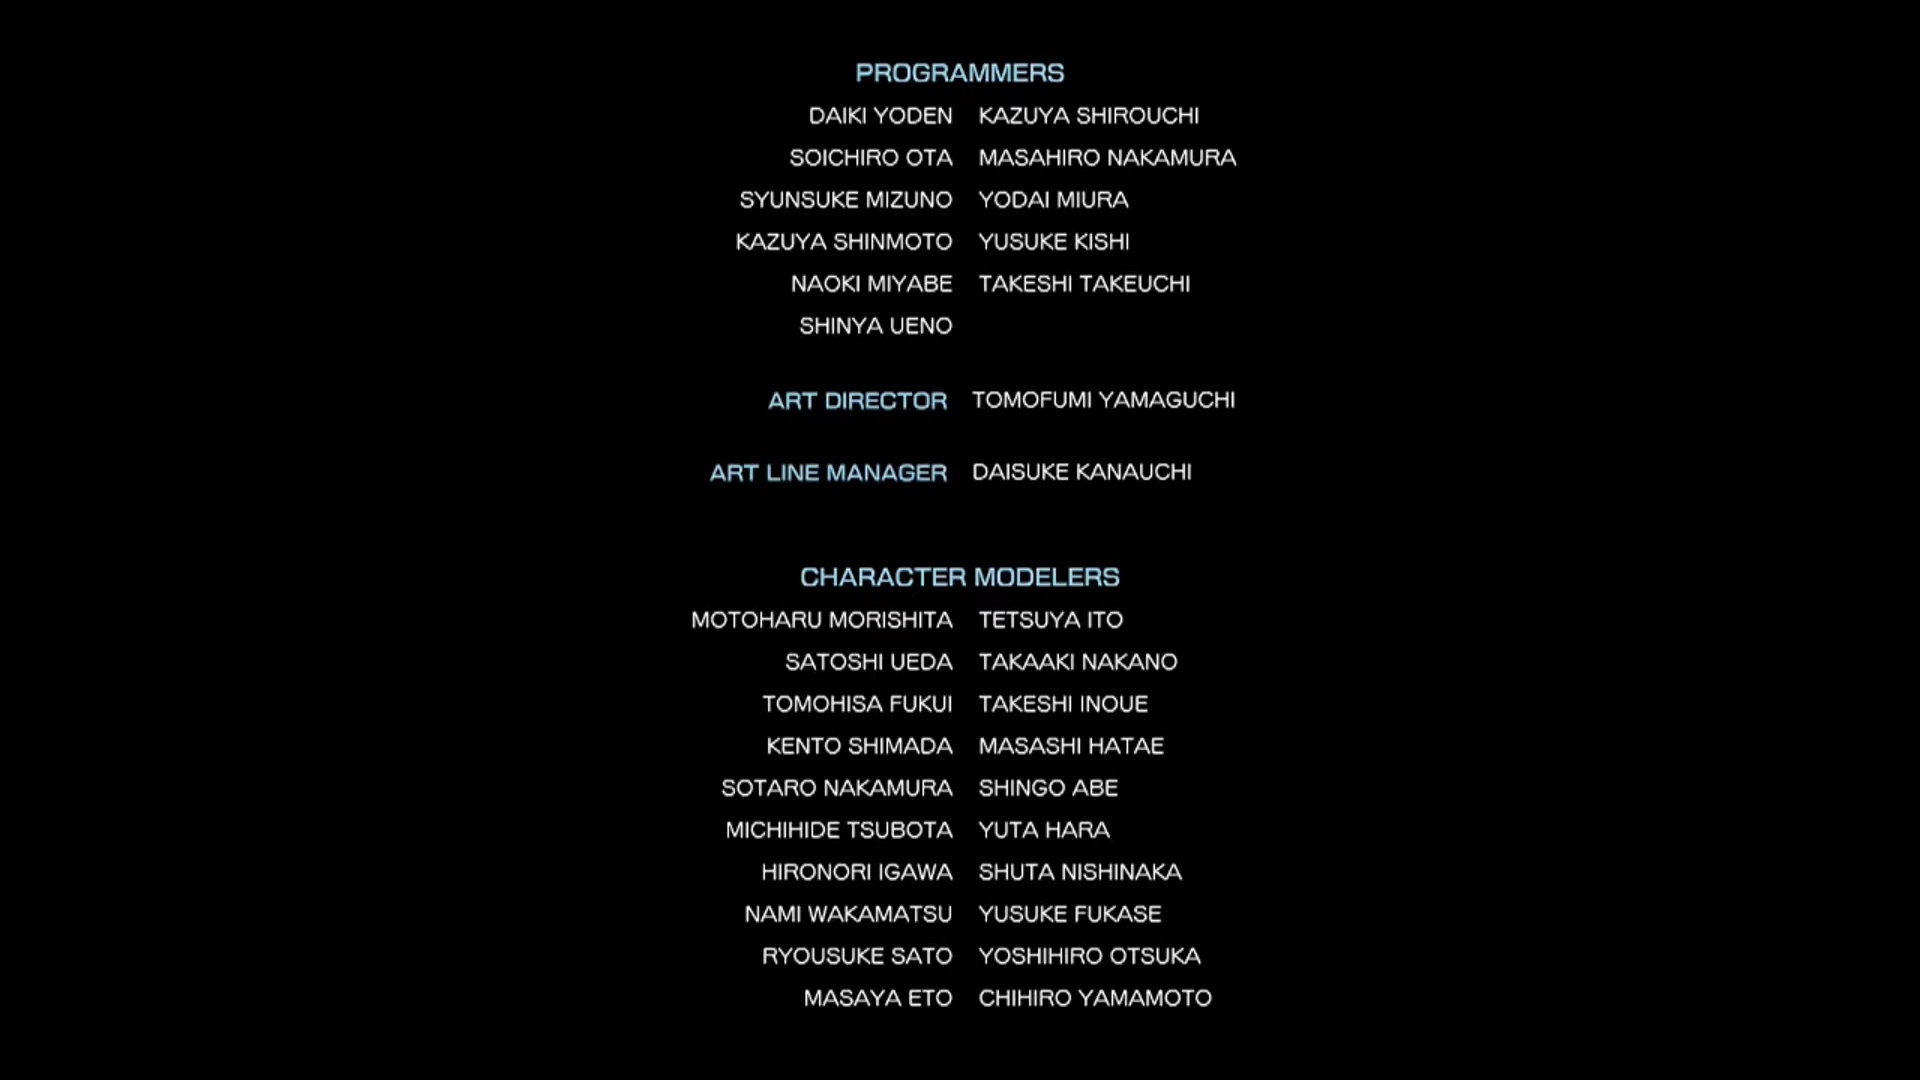 PROGRAMMERS
DAIKI YODEN KAZUYA SHIROUCHI
SOICHIRO OTA MASAHIRO NAKAMURA
SYUNSUKE MIZUNO YODAI MIURA
KAZUYA SHINMOTO YUSUKE KISHI
NAOKI MIYABE TAKESHI TAKEUCHI
SHINYA UENO
ART DIRECTOR TOMOFUMI YAMAGUCHI
ART LINE MANAGER DAISUKE KANAUCHI
CHARACTER MODELERS
MOTOHARU MORISHITA TETSUYA ITO
SATOSHI UEDA TAKAAKI NAKANO
TOMOHISA FUKUI TAKESHI INOUE
KENTO SHIMADA MASASHI HATAE
SOTARO NAKAMURA SHINGO ABE
MICHIHIDE TSUBOTA YUTA HARA
HIRONORI IGAWA SHUTA NISHINAKA
NAMI WAKAMATSU YUSUKE FUKASE
RYOUSUKE SATO YOSHIHIRO OTSUKA
MASAYA ETO CHIHIRO YAMAMOTO